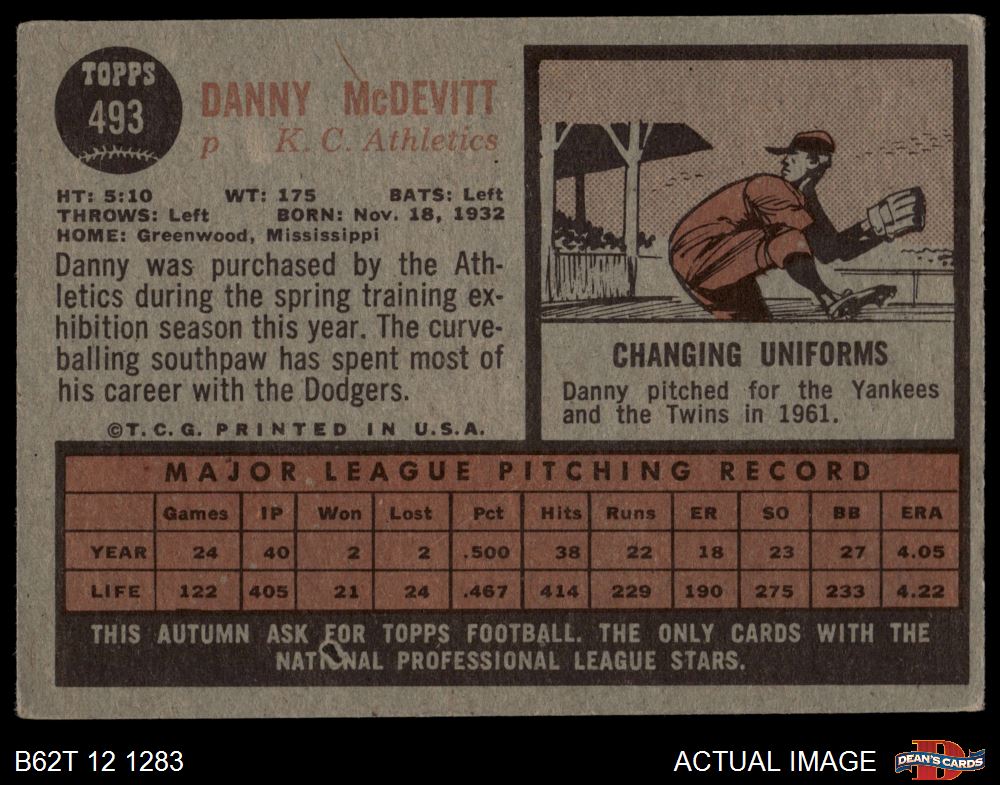 TOPPS
493
DANNY McDEVITT
p K. C. Athletics
HT: 5:10 WT: 175 BATS: Left
THROWS: Left BORN: Nov. 18, 1932
HOME: Greenwood, Mississippi
Danny was purchased by the Ath-
letics during the spring training ex-
hibition season this year. The curve-
balling southpaw has spent most of
his career with the Dodgers.
©T. C. G. PRINTED IN U.S.A.
CHANGING UNIFORMS
Danny pitched for the Yankees
and the Twins in 1961.
MAJOR LEAGUE PITCHING RECORD
Games IP Won Lost Pct Hits Runs ER SO BB ERA
YEAR 24 40 2 2 .500 38 22 18 23 27 4.05
LIFE 122 405 21 24 .467 414 229 190 275 233 4.22
THIS AUTUMN ASK FOR TOPPS FOOTBALL. THE ONLY CARDS WITH THE
NATIONAL PROFESSIONAL LEAGUE STARS.
B62T 12 1283
ACTUAL IMAGE
DEAN'S CARDS